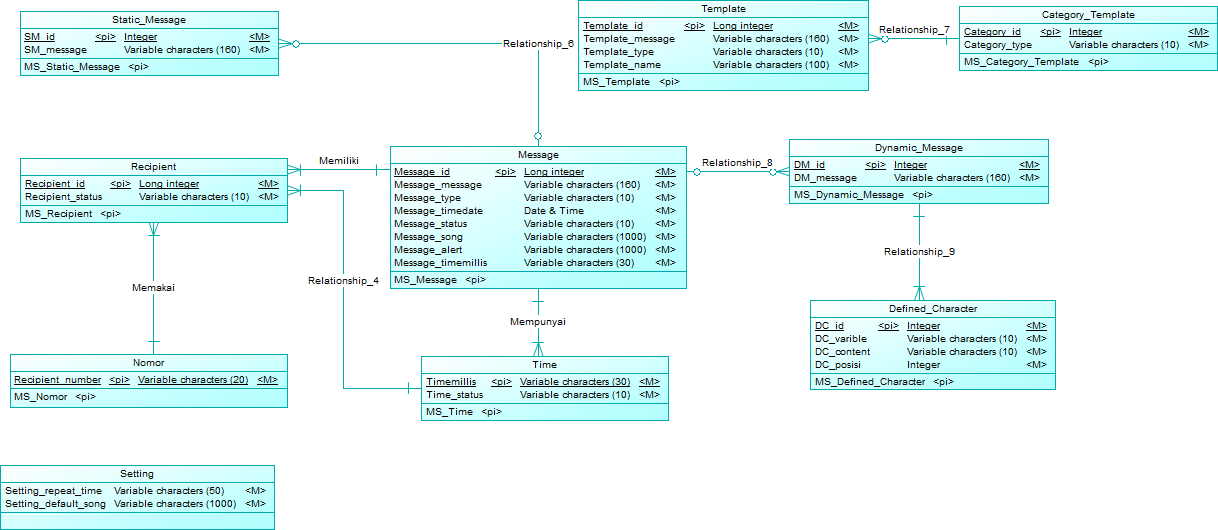 Static_Message
SM_id <pi> Integer <M>
SM_message Variable characters (160) <M>
MS_Static_Message <pi>
Relationship_6
Template
Template_id <pi> Long integer <M>
Template_message Variable characters (160) <M>
Template_type Variable characters (10) <M>
Template_name Variable characters (100) <M>
MS_Template <pi>
Relationship_7
Category_Template
Category_id <pi> Integer <M>
Category_type Variable characters (10) <M>
MS_Category_Template <pi>
Recipient
Recipient_id <pi> Long integer <M>
Recipient_status Variable characters (10) <M>
MS_Recipient <pi>
Memiliki
Message
Message_id <pi> Long integer <M>
Message_message Variable characters (160) <M>
Message_type Variable characters (10) <M>
Message_timedate Date & Time <M>
Message_status Variable characters (10) <M>
Message_song Variable characters (1000) <M>
Message_alert Variable characters (1000) <M>
Message_timemillis Variable characters (30) <M>
MS_Message <pi>
Relationship_8
Dynamic_Message
DM_id <pi> Integer <M>
DM_message Variable characters (160) <M>
MS_Dynamic_Message <pi>
Relationship_9
Relationship_4
Memakai
Mempunyai
Defined_Character
DC_id <pi> Integer <M>
DC_varible Variable characters (10) <M>
DC_content Variable characters (10) <M>
DC_posisi Integer <M>
MS_Defined_Character <pi>
Nomor
Recipient_number <pi> Variable characters (20) <M>
MS_Nomor <pi>
Time
Timemillis <pi> Variable characters (30) <M>
Time_status Variable characters (10) <M>
MS_Time <pi>
Setting
Setting_repeat_time Variable characters (50) <M>
Setting_default_song Variable characters (1000) <M>